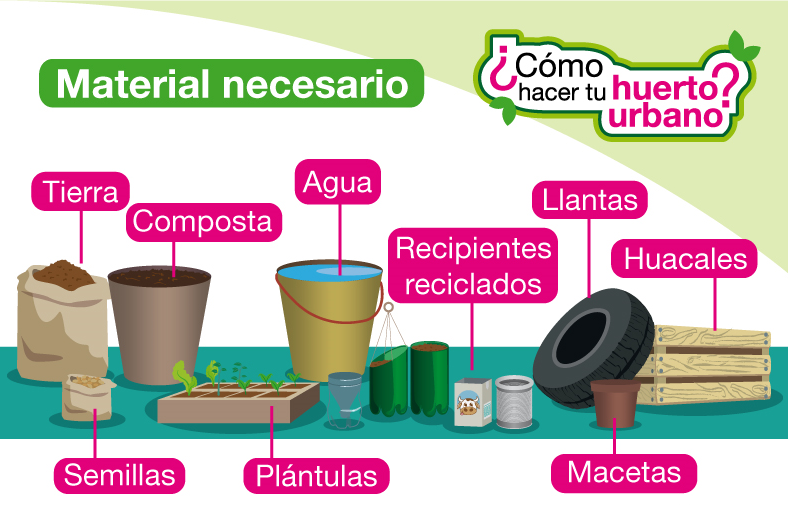 Material necesario
¿Cómo
hacer tu huerto
urbano?
Tierra
Composta
Agua
Recipientes
reciclados
Llantas
Huacales
Semillas
Plántulas
Macetas